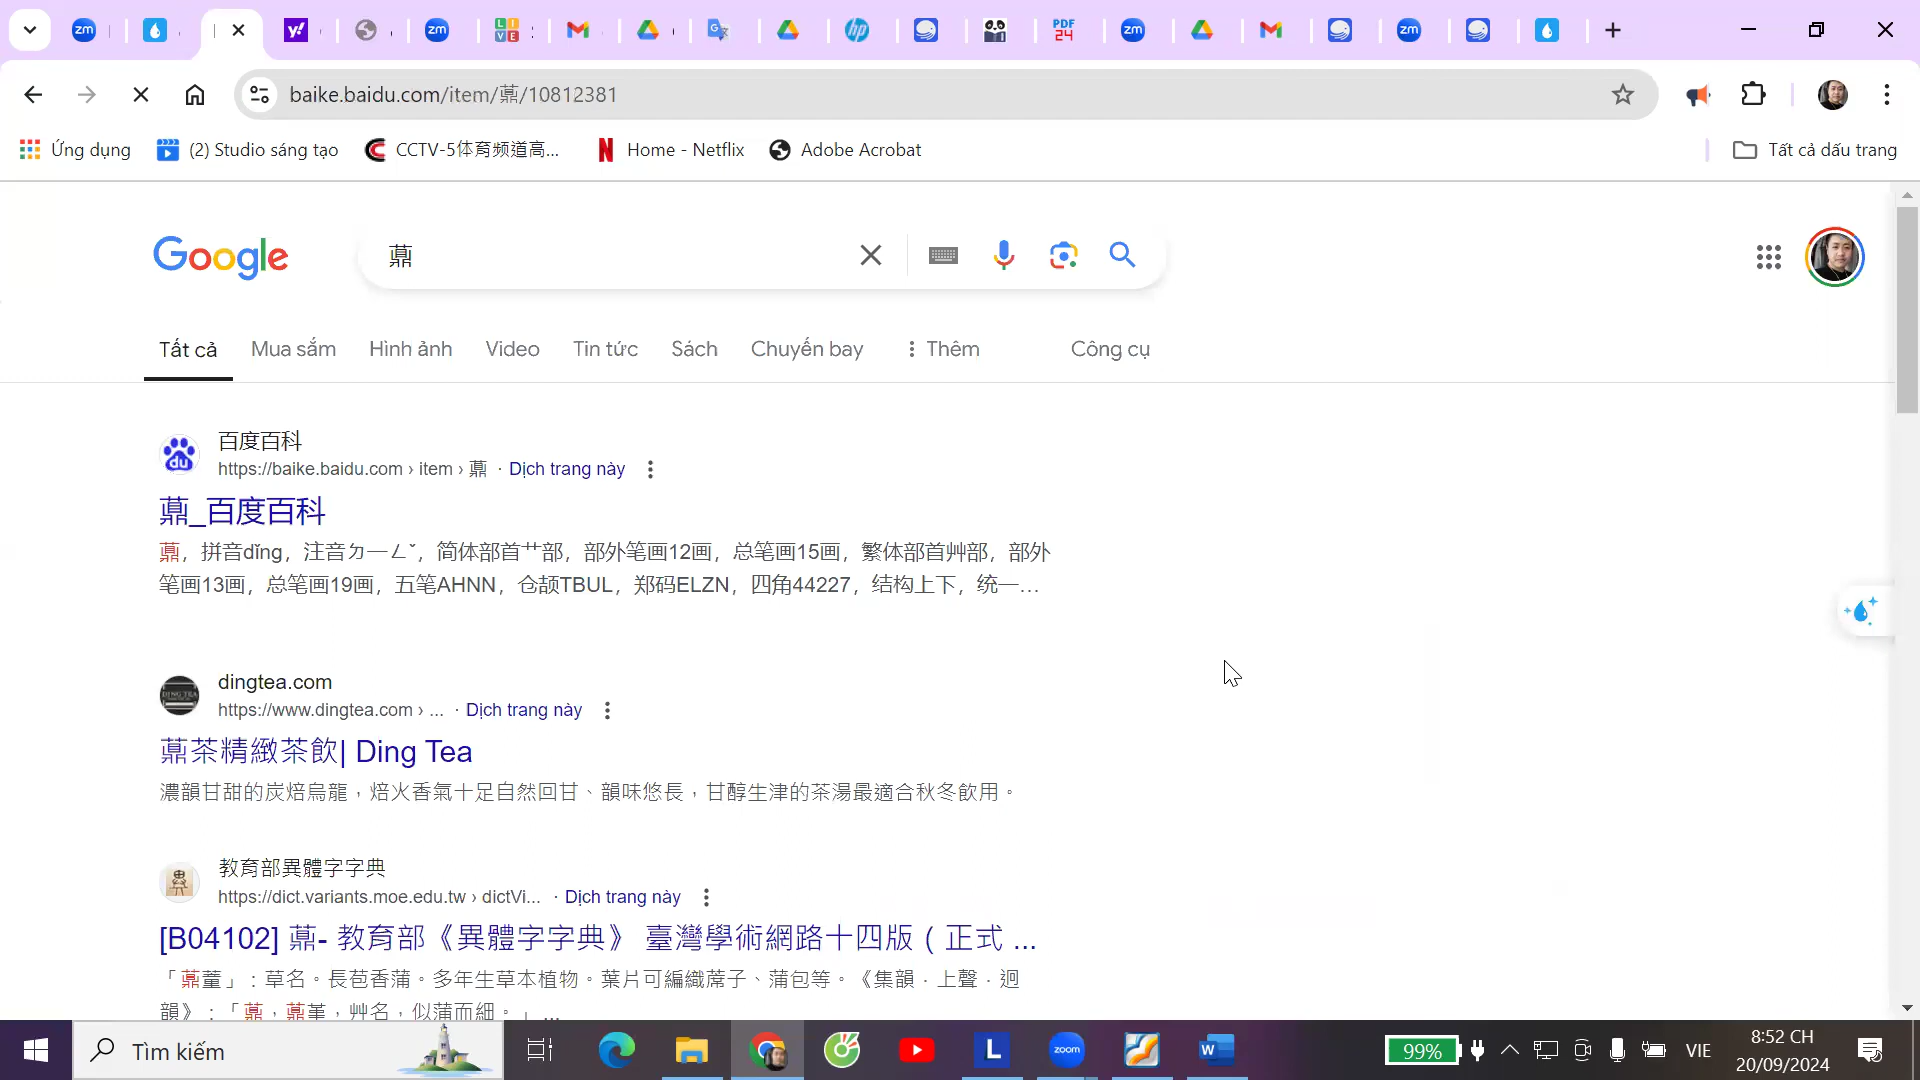 baike.baidu.com/item/薡/10812381
Ứng dụng
(2) Studio sáng tạo
CCTV-5体育频道高...
Home - Netflix
Adobe Acrobat
Tất cả dấu trang
Google
薡
Tất cả
Mua sắm
Hình ảnh
Video
Tin tức
Sách
Chuyến bay
Thêm
Công cụ
百度百科
https://baike.baidu.com › item › 薡 · Dịch trang này
薡_百度百科
薡，拼音dǐng，注音ㄉ一ㄥˇ，简体部首艹部，部外笔画12画，总笔画15画，繁体部首艸部，部外
笔画13画，总笔画19画，五笔AHNN，仓颉TBUL，郑码ELZN，四角44227，结构上下，统一…
dingtea.com
https://www.dingtea.com › ... · Dịch trang này
薡茶精緻茶飲| Ding Tea
濃韻甘甜的炭焙烏龍，焙火香氣十足自然回甘、韻味悠長，甘醇生津的茶湯最適合秋冬飲用。
教育部異體字字典
https://dict.variants.moe.edu.tw › dictVi... · Dịch trang này
[B04102] 薡- 教育部《異體字字典》 臺灣學術網路十四版（正式 ...
「薡董」：草名。長苞香蒲。多年生草本植物。葉片可編織蓆子、蒲包等。《集韻．上聲．迥
韻》：「薡，薡堇，艸名，似蒲而細。」 ...
Tìm kiếm
99%
VIE
8:52 CH
20/09/2024